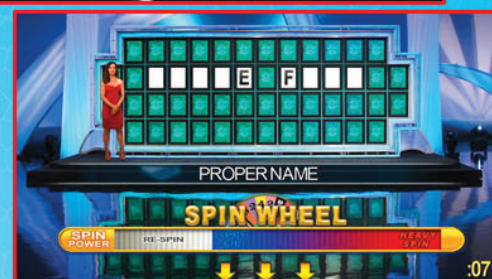 E F
PROPER NAME
SPIN WHEEL
SPIN POWER
RE-SPIN
HEAVY SPIN
:07